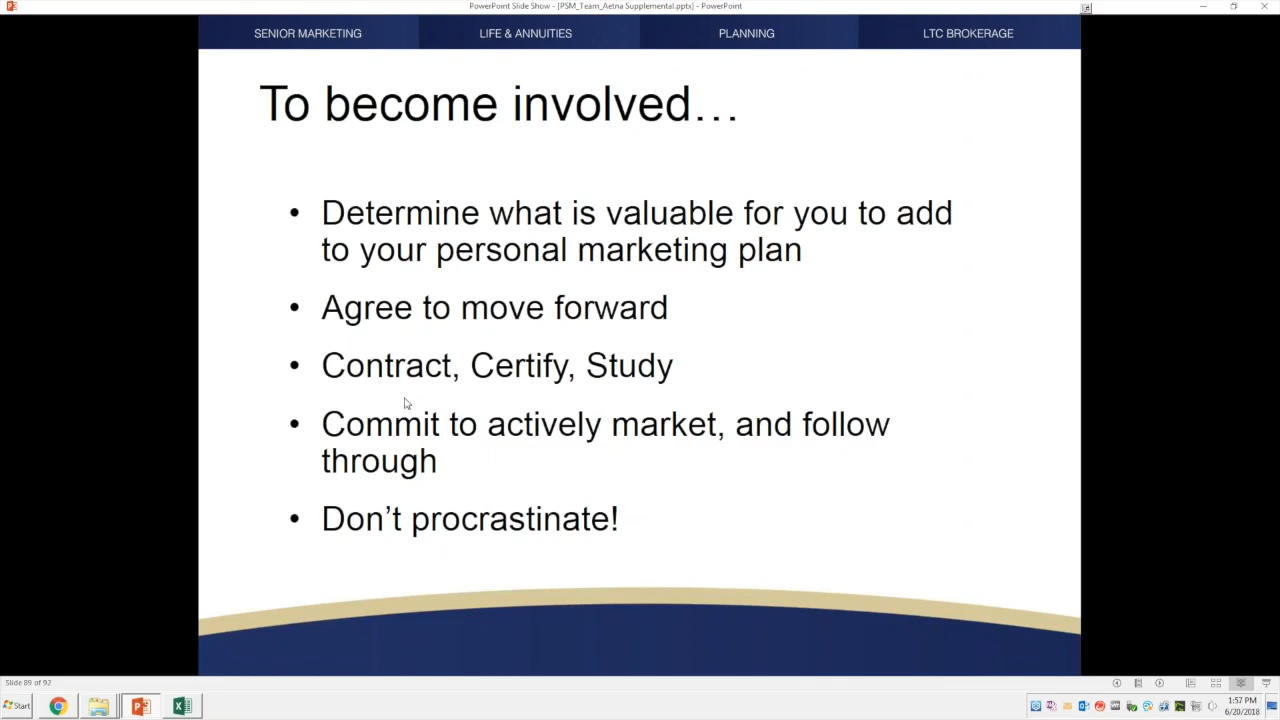 PowerPoint Slide Show - [PSM_Team_Aetna Supplemental.pptx] - PowerPoint
SENIOR MARKETING
LIFE & ANNUITIES
PLANNING
LTC BROKERAGE
To become involved…
• Determine what is valuable for you to add
to your personal marketing plan
• Agree to move forward
• Contract, Certify, Study
• Commit to actively market, and follow
through
• Don’t procrastinate!
Slide 89 of 92
Start
1:57 PM
6/20/2018